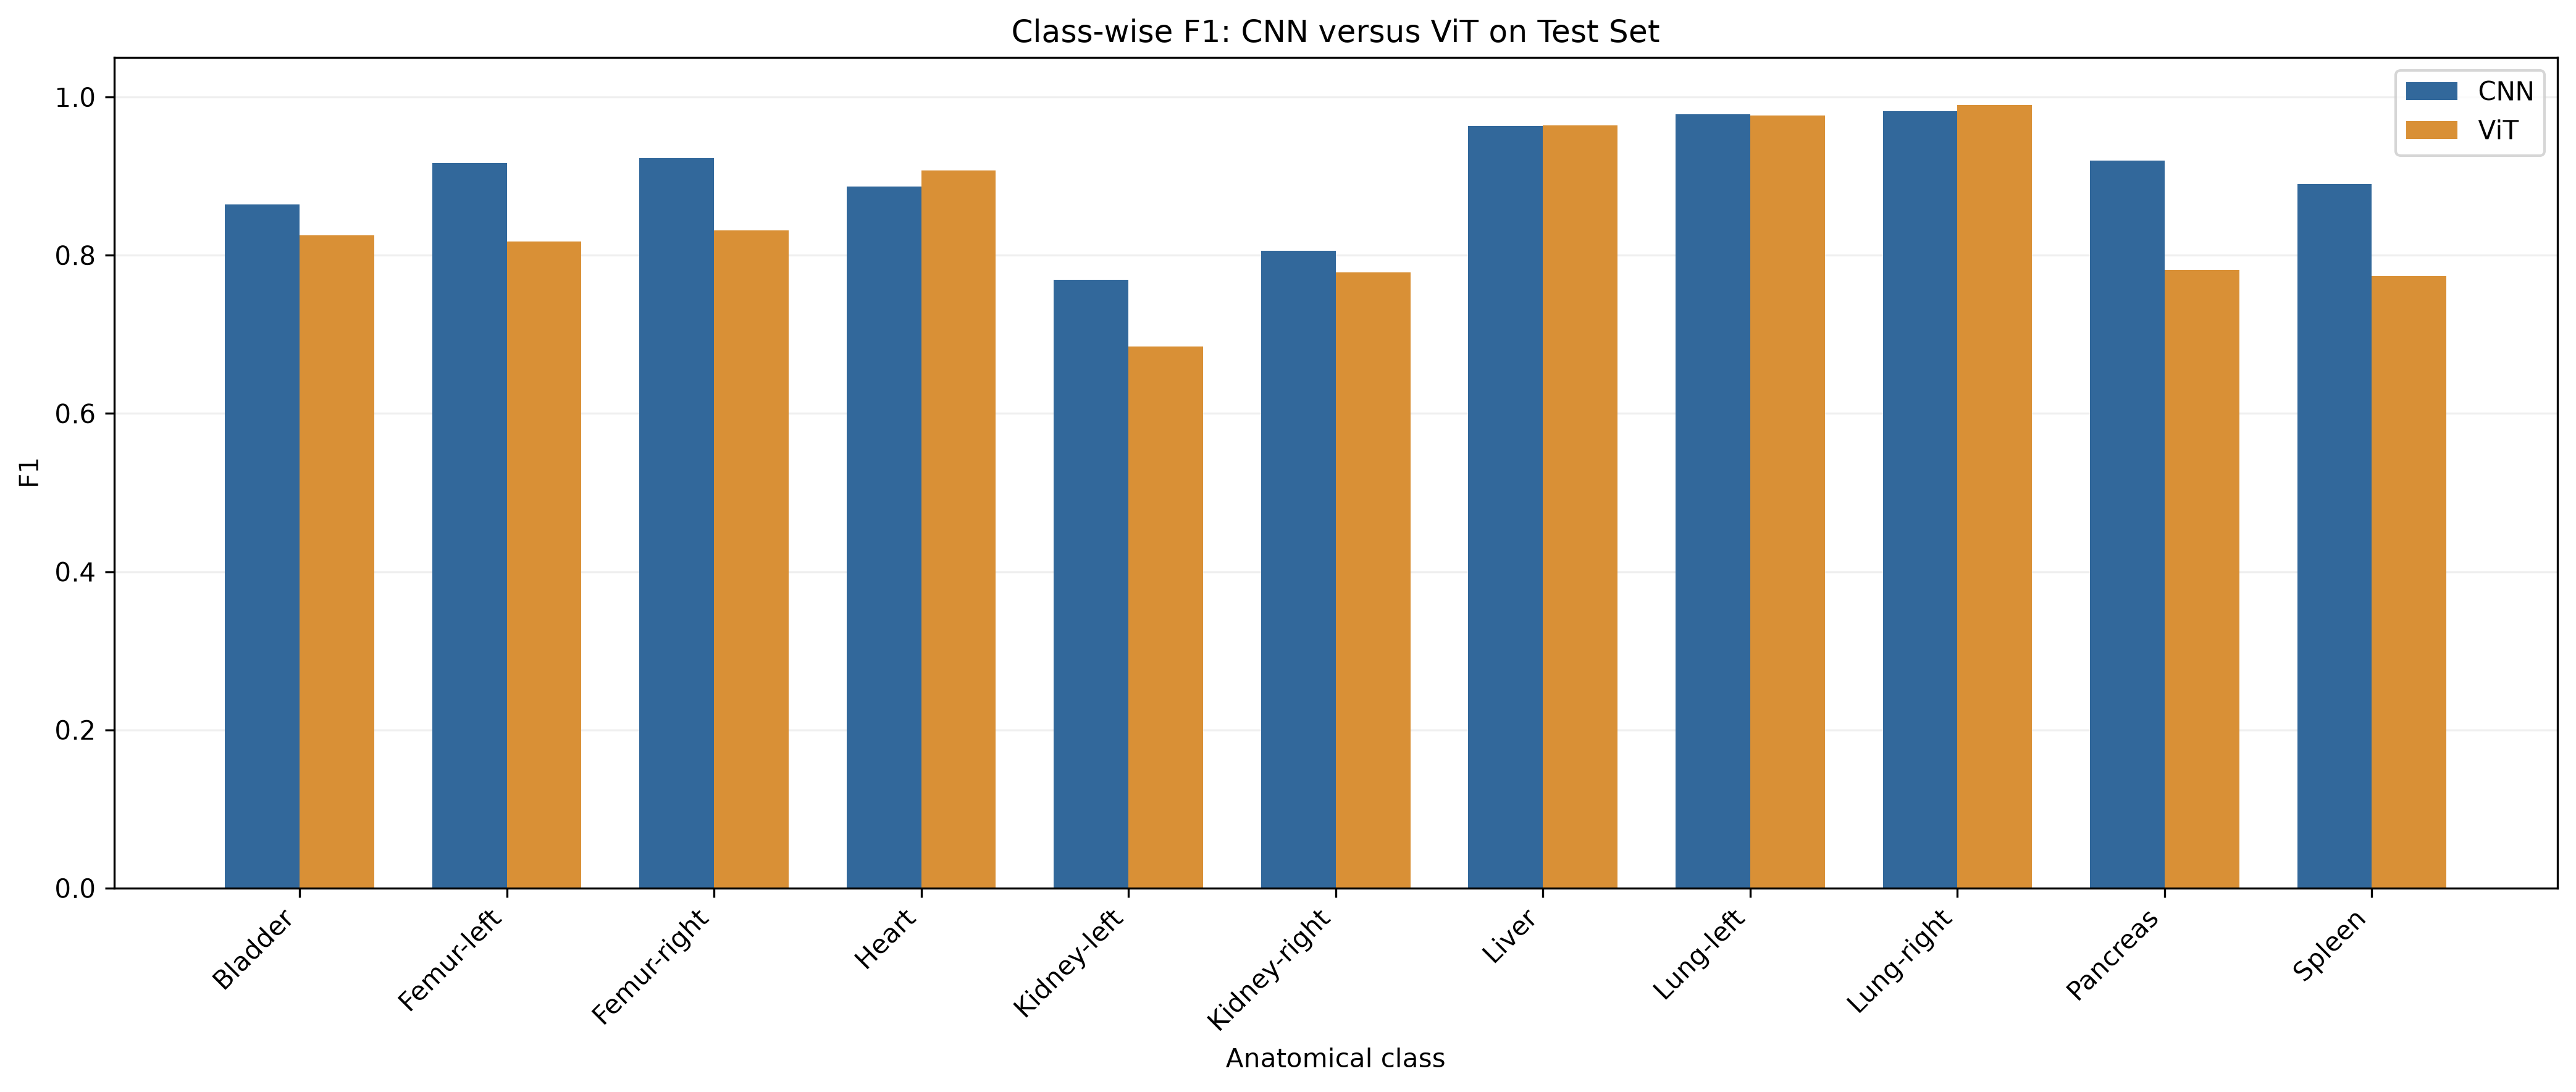 Class-wise F1: CNN versus ViT on Test Set
CNN
ViT
F1
1.0
0.8
0.6
0.4
0.2
0.0
Bladder
Femur-left
Femur-right
Heart
Kidney-left
Kidney-right
Liver
Lung-left
Lung-right
Pancreas
Spleen
Anatomical class